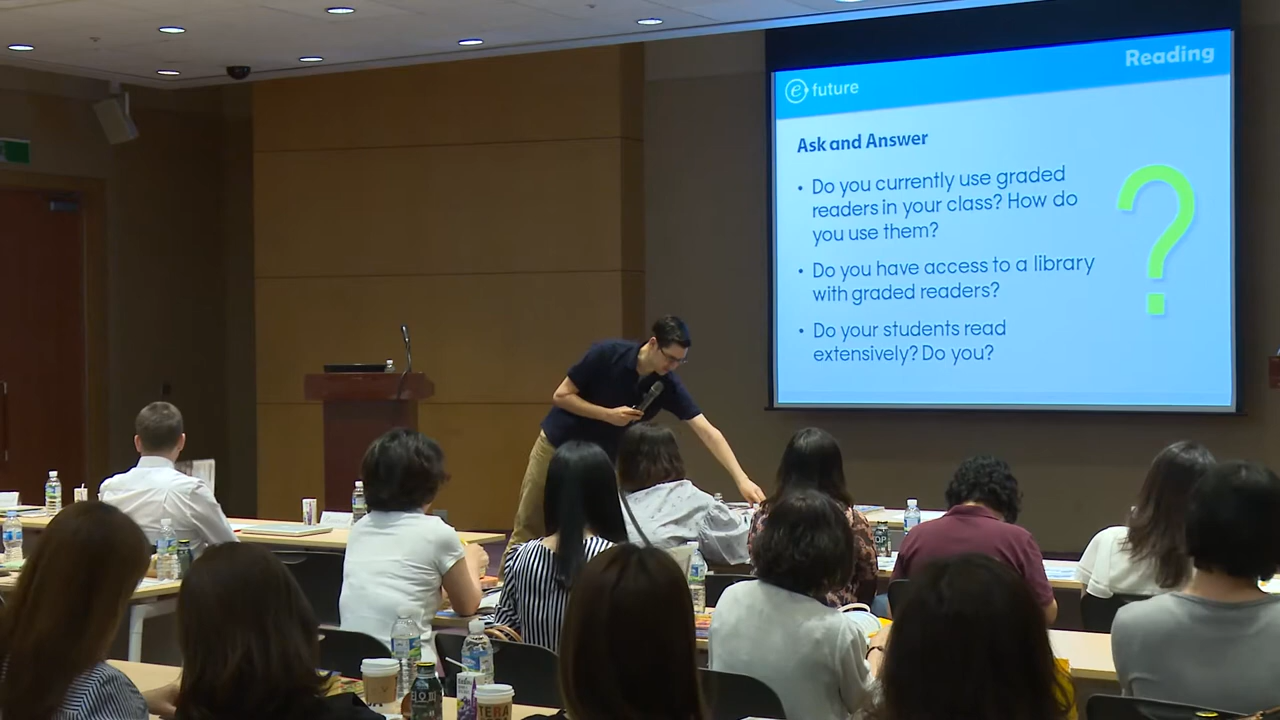 Reading
e future
Ask and Answer
• Do you currently use graded
readers in your class? How do
you use them?
• Do you have access to a library
with graded readers?
• Do your students read
extensively? Do you?
?